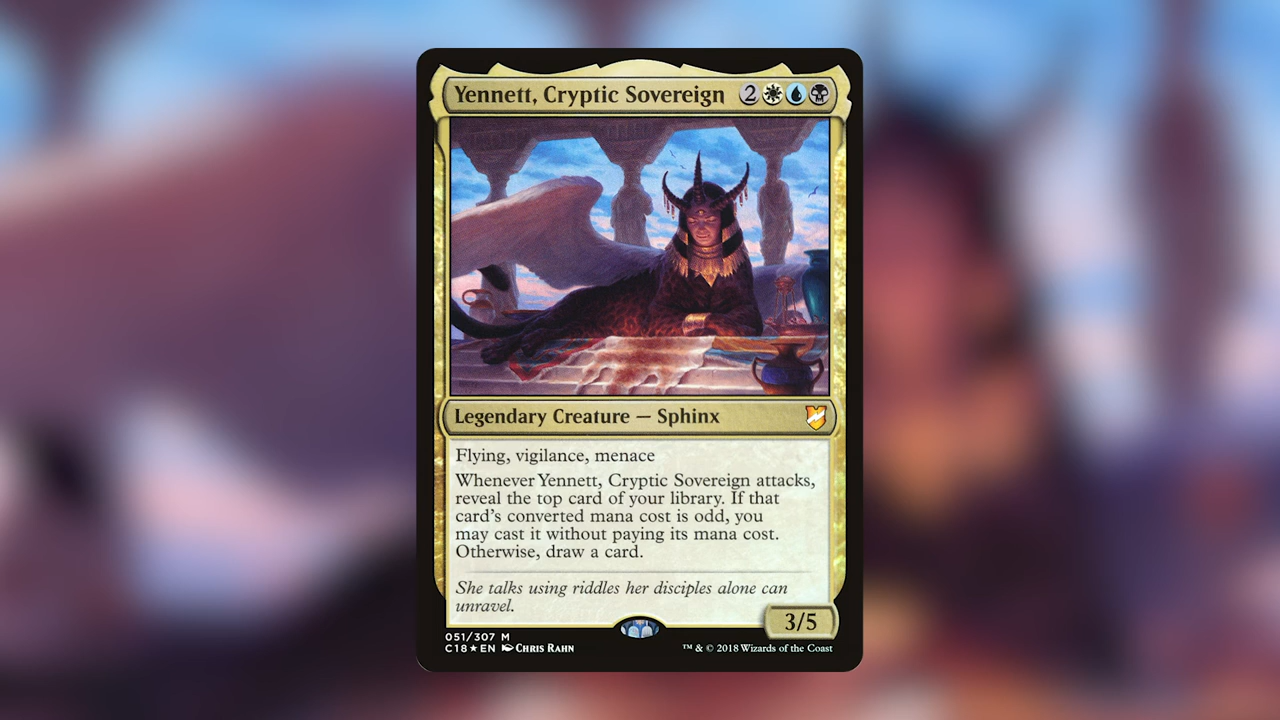 Yennett, Cryptic Sovereign 2
Legendary Creature — Sphinx
Flying, vigilance, menace
Whenever Yennett, Cryptic Sovereign attacks,
reveal the top card of your library. If that
card's converted mana cost is odd, you
may cast it without paying its mana cost.
Otherwise, draw a card.
She talks using riddles her disciples alone can
unravel.
3/5
051/307 M
C18★EN Chris Rahn
™ & © 2018 Wizards of the Coast